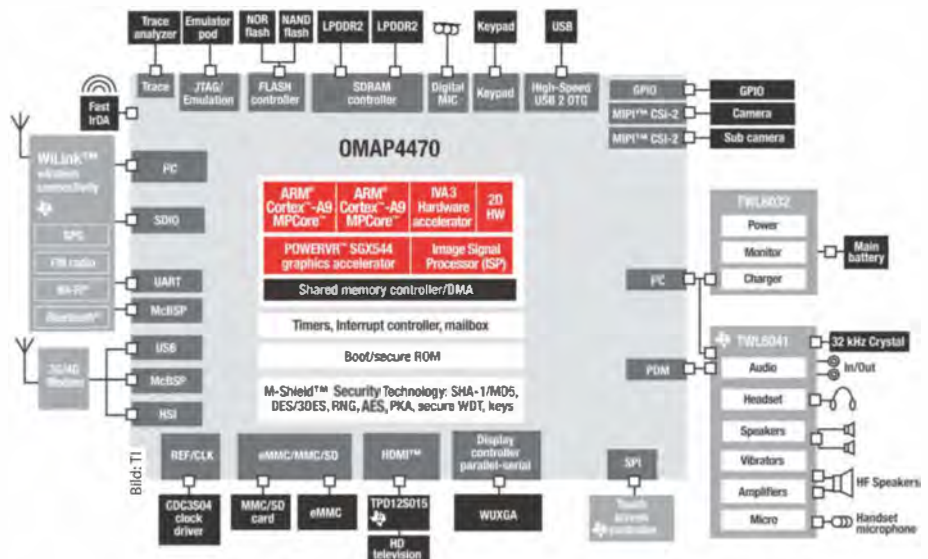 Trace
analyzer
Emulator
pod
NOR
flash
NAND
flash
LPDDR2
LPDDR2
Keypad
USB
Trace
JTAG/
Emulation
FLASH
controller
SDRAM
controller
Digital
MIC
Keypad
High-Speed
USB 2 OTG
GPIO
GPIO
MIPI™ CSI-2
Camera
MIPI™ CSI-2
Sub camera
Fast
IrDA
OMAP4470
WiLink™
wireless
connectivity
GPS
FM radio
Wi-Fi®
Bluetooth®
I²C
SDIO
UART
McBSP
USB
McBSP
HSI
3G/4G
Modem
ARM®
Cortex™-A9
MPCore™
ARM®
Cortex™-A9
MPCore™
IVA3
Hardware
accelerator
2D
HW
POWERVR™ SGX544
graphics accelerator
Image Signal
Processor (ISP)
Shared memory controller/DMA
Timers, Interrupt controller, mailbox
Boot/secure ROM
M-Shield™ Security Technology: SHA-1/MD5,
DES/3DES, RNG, AES, PKA, secure WDT, keys
I²C
PDM
TWL6032
Power
Monitor
Charger
Main
battery
TWL6041
32 kHz Crystal
Audio
In/Out
Headset
Speakers
Vibrators
Amplifiers
HF Speakers
Micro
Handset
microphone
REF/CLK
eMMC/MMC/SD
HDMI™
Display
controller
parallel-serial
SPI
CDC3S04
clock
driver
MMC/SD
card
eMMC
TPD12S015
HD
television
WUXGA
Touch
screen
controller
Bild: TI